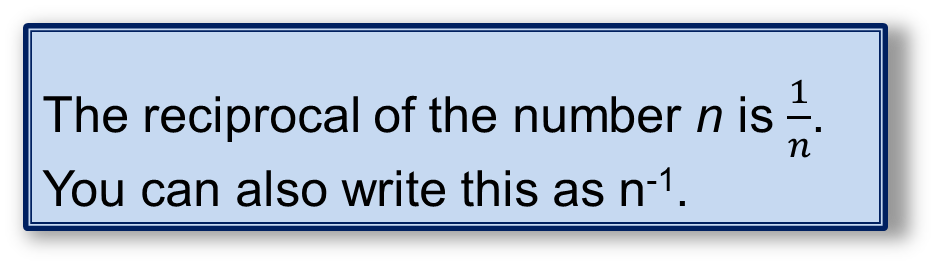 The reciprocal of the number n is 1/n.
You can also write this as n⁻¹.